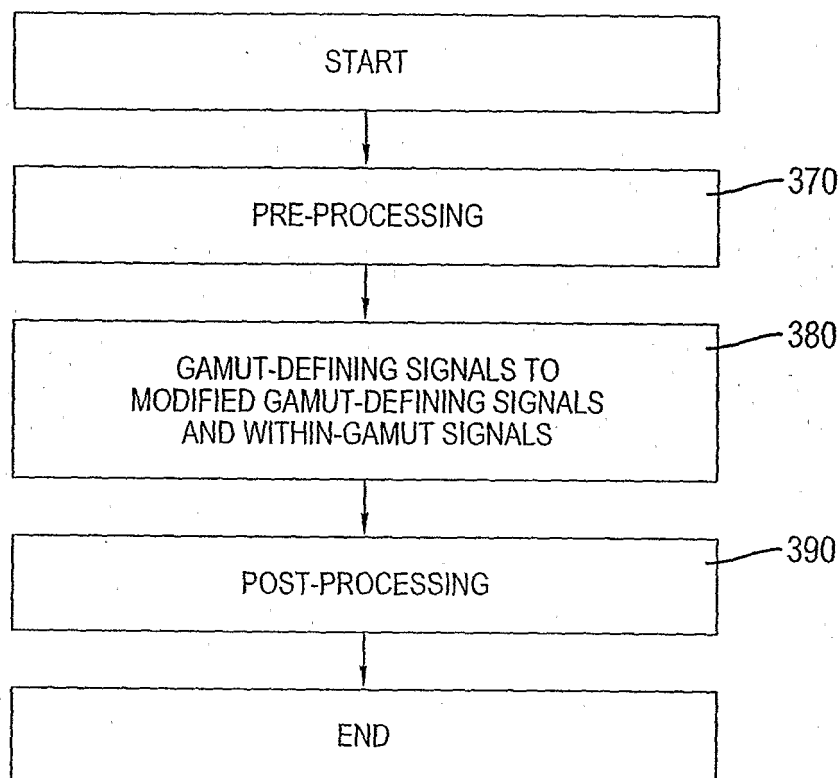 START
PRE-PROCESSING
370
GAMUT-DEFINING SIGNALS TO
MODIFIED GAMUT-DEFINING SIGNALS
AND WITHIN-GAMUT SIGNALS
380
POST-PROCESSING
390
END